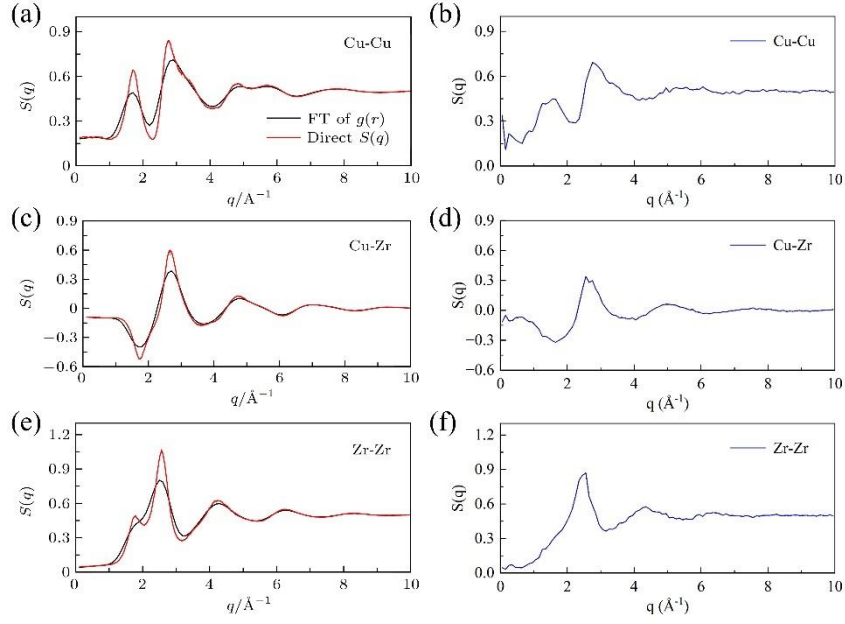 (a)
Cu-Cu
FT of g(r)
Direct S(q)
S(q)
0.9
0.6
0.3
0
0 2 4 6 8 10
q/A⁻¹
(b)
Cu-Cu
S(q)
0.9
0.6
0.3
0.0
0 2 4 6 8 10
q (Å⁻¹)
(c)
Cu-Zr
S(q)
0.9
0.6
0.3
0
−0.3
−0.6
0 2 4 6 8 10
q/Å⁻¹
(d)
Cu-Zr
S(q)
0.9
0.6
0.3
0.0
−0.3
−0.6
0 2 4 6 8 10
q (Å⁻¹)
(e)
Zr-Zr
S(q)
1.2
0.9
0.6
0.3
0
0 2 4 6 8 10
q/Å⁻¹
(f)
Zr-Zr
S(q)
1.2
0.9
0.6
0.3
0.0
0 2 4 6 8 10
q (Å⁻¹)